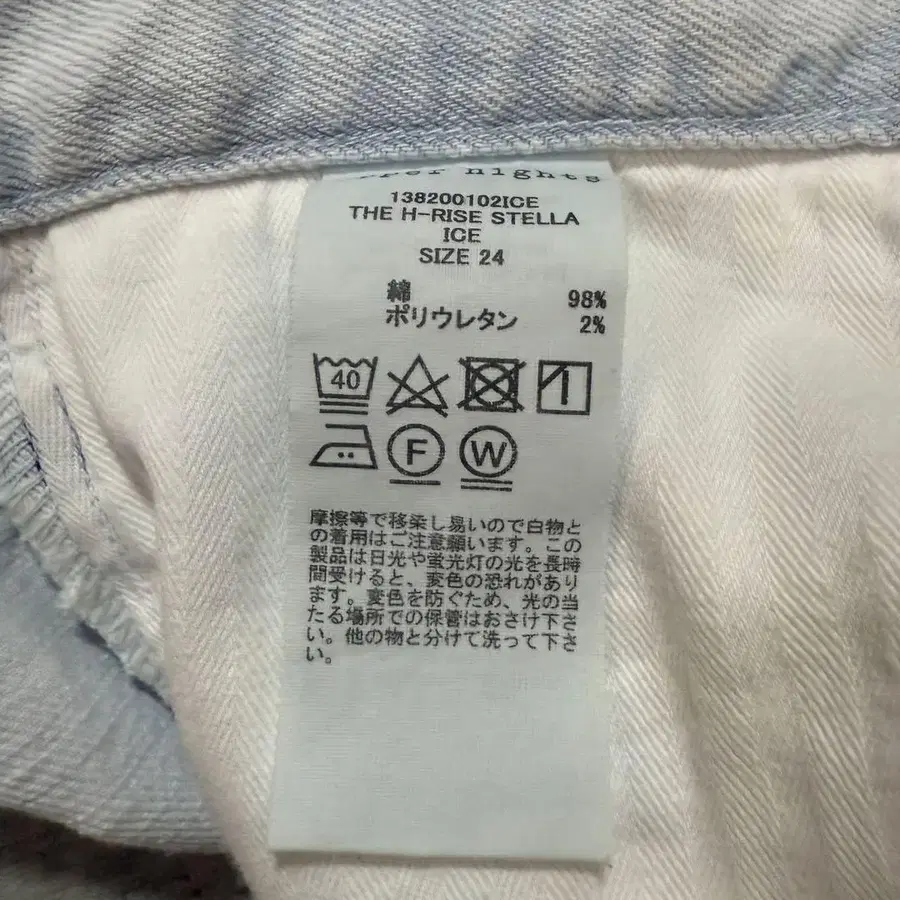 138200102ICE
THE H-RISE STELLA
ICE
SIZE 24
綿 98%
ポリウレタン 2%
40
F
W
摩擦等で移染し易いので白物と
の着用はご注意願います。この
製品は日光や蛍光灯の光を長時
間受けると、変色の恐れがあり
ます。変色を防ぐため、光の当
たる場所での保管はおさけ下さ
い。他の物と分けて洗って下さ
い。